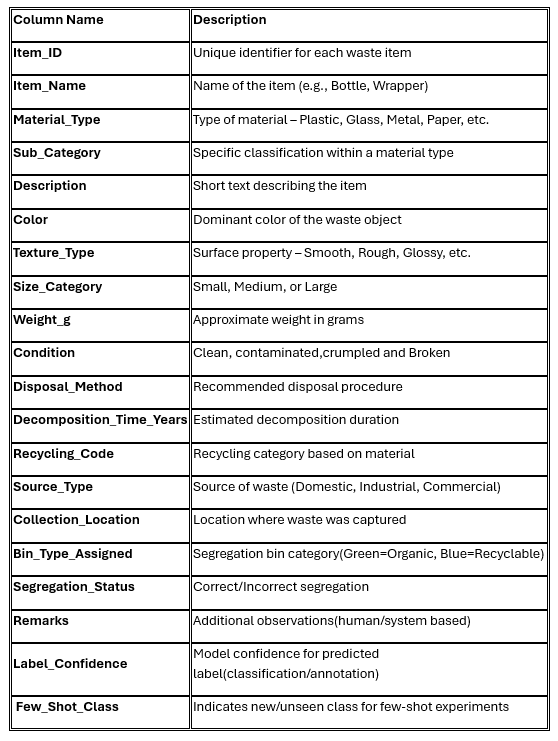 Column Name Description
Item_ID Unique identifier for each waste item
Item_Name Name of the item (e.g., Bottle, Wrapper)
Material_Type Type of material – Plastic, Glass, Metal, Paper, etc.
Sub_Category Specific classification within a material type
Description Short text describing the item
Color Dominant color of the waste object
Texture_Type Surface property – Smooth, Rough, Glossy, etc.
Size_Category Small, Medium, or Large
Weight_g Approximate weight in grams
Condition Clean, contaminated,crumpled and Broken
Disposal_Method Recommended disposal procedure
Decomposition_Time_Years Estimated decomposition duration
Recycling_Code Recycling category based on material
Source_Type Source of waste (Domestic, Industrial, Commercial)
Collection_Location Location where waste was captured
Bin_Type_Assigned Segregation bin category(Green=Organic, Blue=Recyclable)
Segregation_Status Correct/Incorrect segregation
Remarks Additional observations(human/system based)
Label_Confidence Model confidence for predicted
label(classification/annotation)
Few_Shot_Class Indicates new/unseen class for few-shot experiments